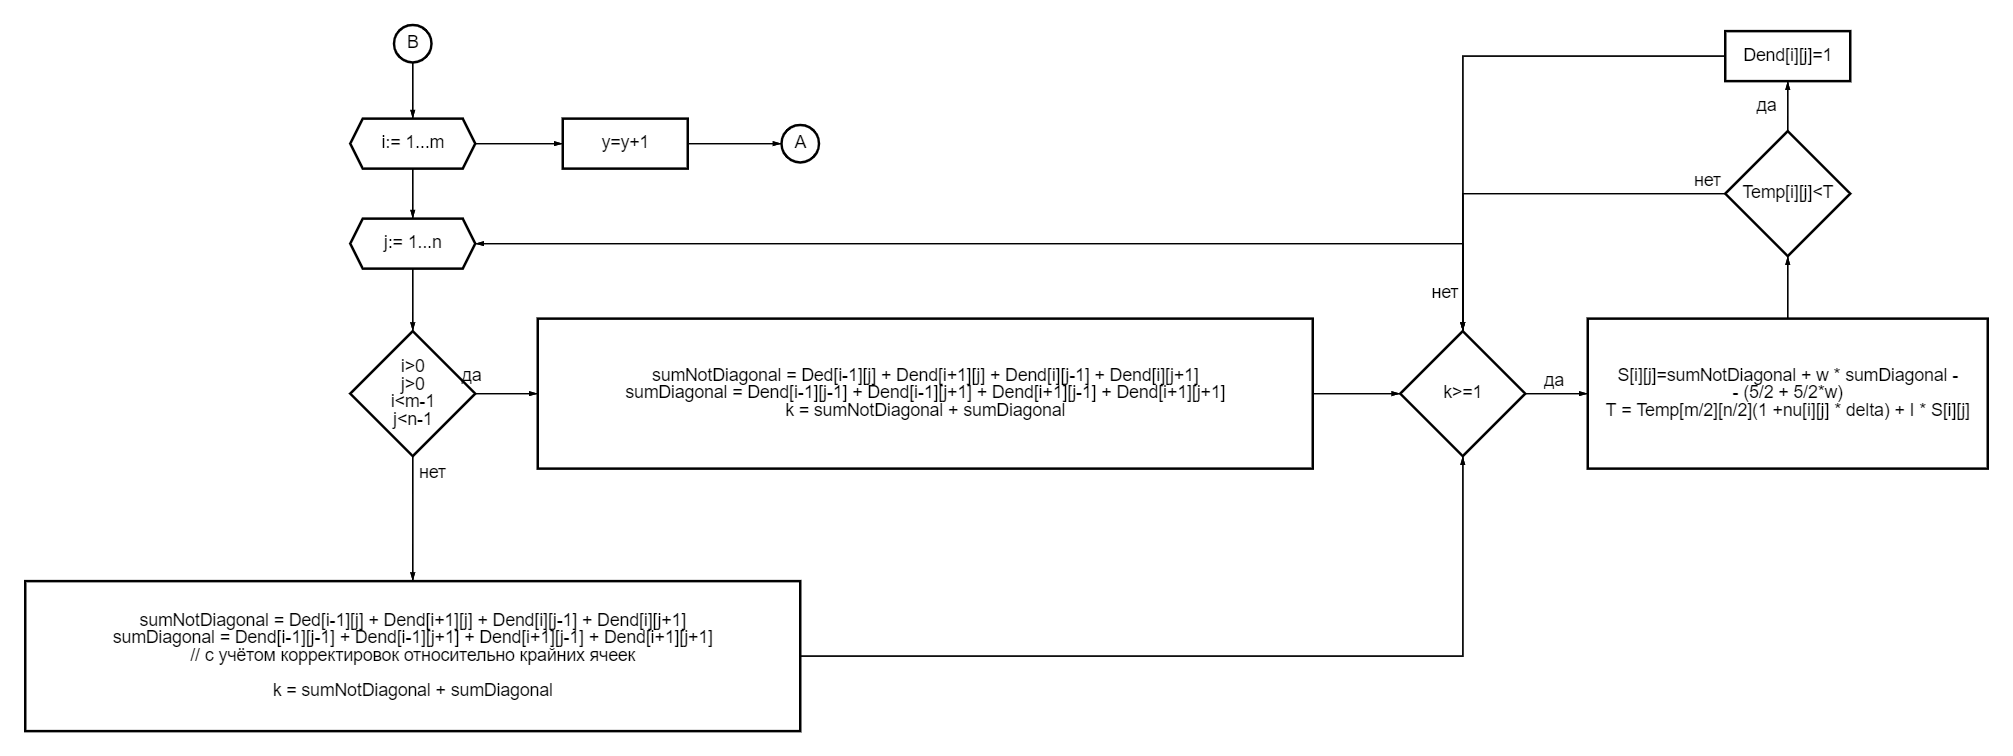 B
Dend[i][j]=1
да
i:= 1...m
y=y+1
A
нет
Temp[i][j]<T
j:= 1...n
нет
i>0
j>0
i<m-1
j<n-1
да
sumNotDiagonal = Ded[i-1][j] + Dend[i+1][j] + Dend[i][j-1] + Dend[i][j+1]
sumDiagonal = Dend[i-1][j-1] + Dend[i-1][j+1] + Dend[i+1][j-1] + Dend[i+1][j+1]
k = sumNotDiagonal + sumDiagonal
k>=1
да
S[i][j]=sumNotDiagonal + w * sumDiagonal -
- (5/2 + 5/2*w)
T = Temp[m/2][n/2](1 +nu[i][j] * delta) + l * S[i][j]
нет
sumNotDiagonal = Ded[i-1][j] + Dend[i+1][j] + Dend[i][j-1] + Dend[i][j+1]
sumDiagonal = Dend[i-1][j-1] + Dend[i-1][j+1] + Dend[i+1][j-1] + Dend[i+1][j+1]
// с учётом корректировок относительно крайних ячеек
k = sumNotDiagonal + sumDiagonal